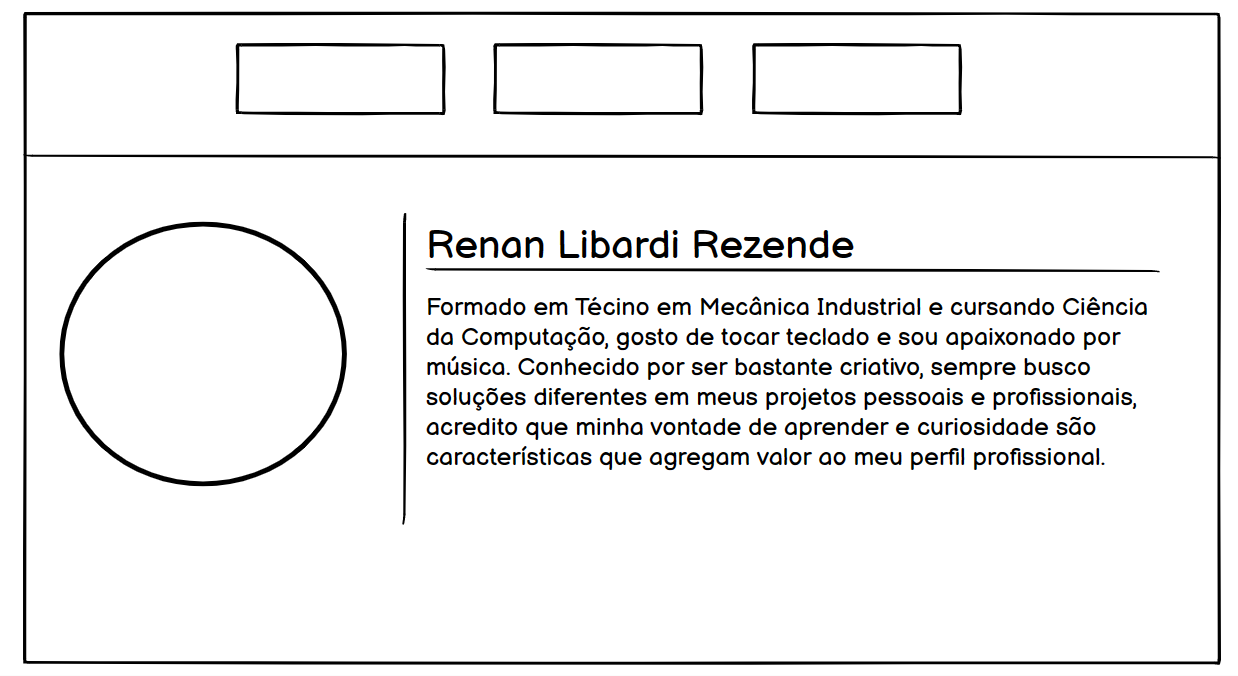 Renan Libardi Rezende
Formado em Técino em Mecânica Industrial e cursando Ciência
da Computação, gosto de tocar teclado e sou apaixonado por
música. Conhecido por ser bastante criativo, sempre busco
soluções diferentes em meus projetos pessoais e profissionais,
acredito que minha vontade de aprender e curiosidade são
características que agregam valor ao meu perfil profissional.